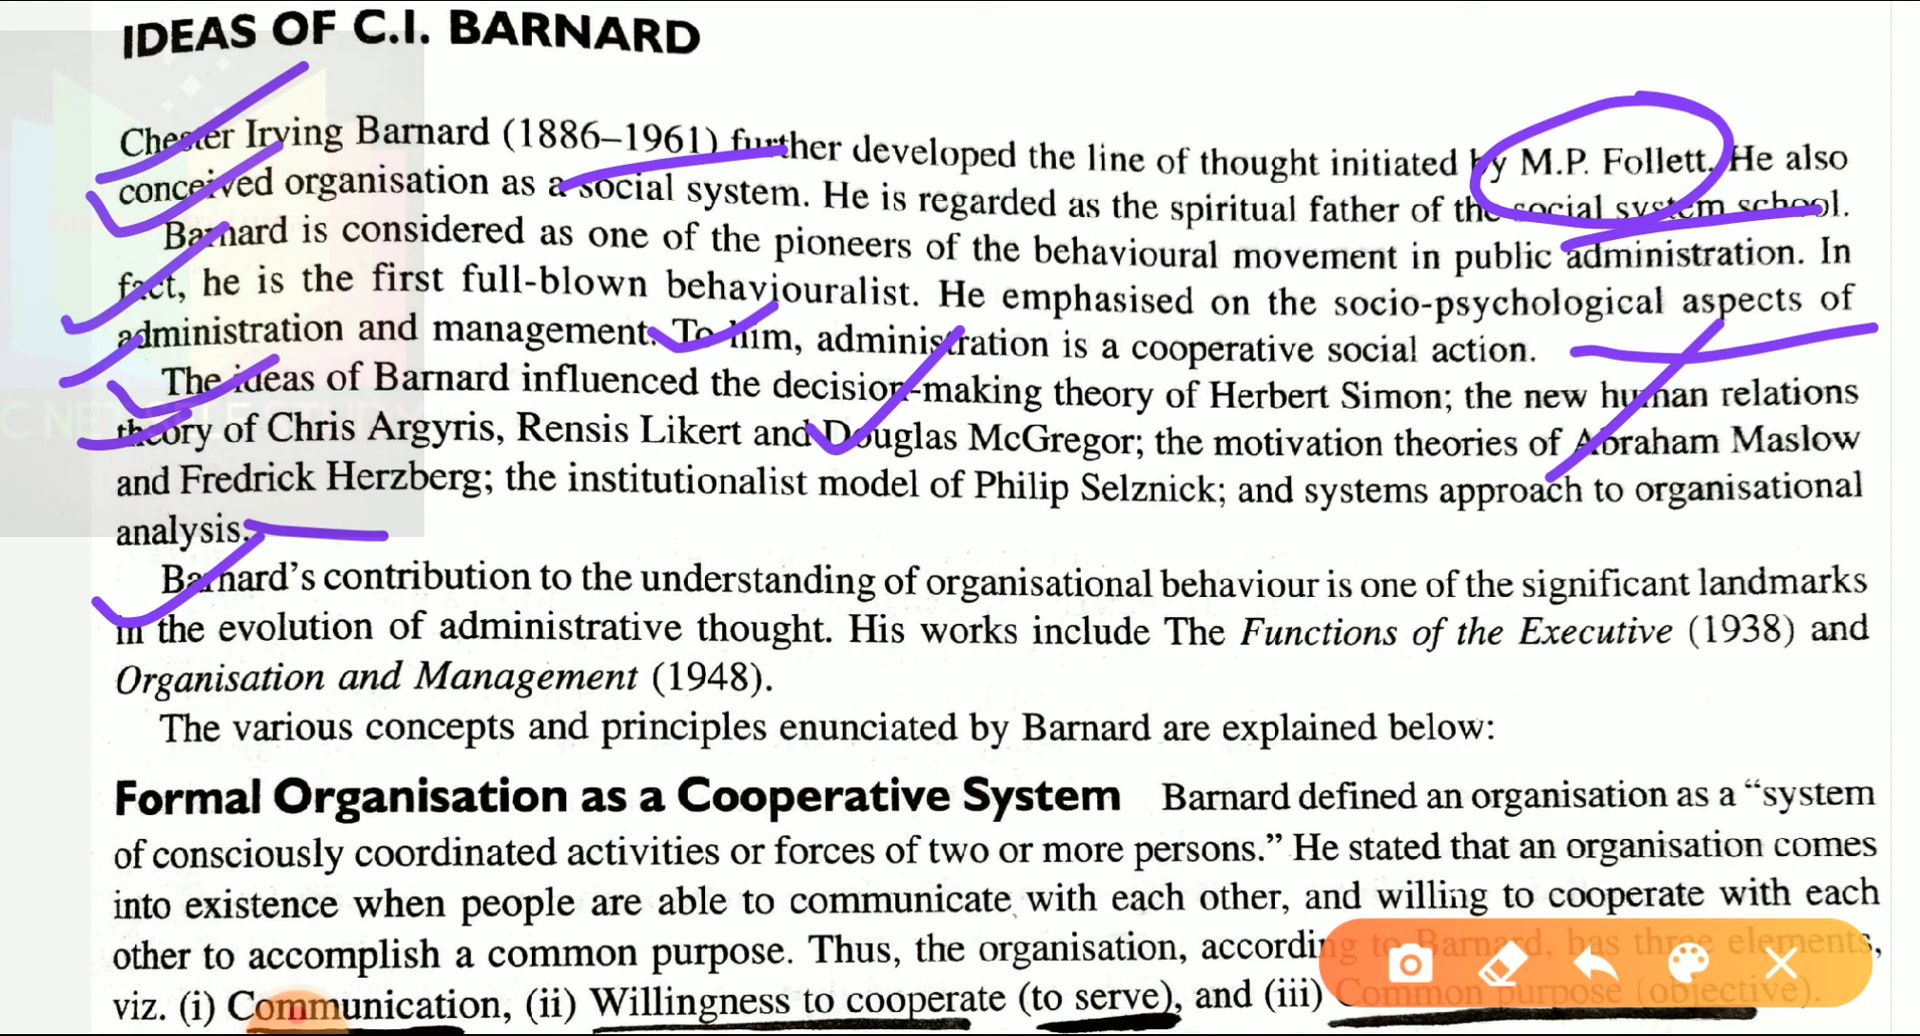 IDEAS OF C.I. BARNARD
Chester Irving Barnard (1886–1961) further developed the line of thought initiated by M.P. Follett. He also
conceived organisation as a social system. He is regarded as the spiritual father of the social system school.
Barnard is considered as one of the pioneers of the behavioural movement in public administration. In
fact, he is the first full-blown behaviouralist. He emphasised on the socio-psychological aspects of
administration and management. To him, administration is a cooperative social action.
The ideas of Barnard influenced the decision-making theory of Herbert Simon; the new human relations
theory of Chris Argyris, Rensis Likert and Douglas McGregor; the motivation theories of Abraham Maslow
and Fredrick Herzberg; the institutionalist model of Philip Selznick; and systems approach to organisational
analysis.
Barnard's contribution to the understanding of organisational behaviour is one of the significant landmarks
in the evolution of administrative thought. His works include The Functions of the Executive (1938) and
Organisation and Management (1948).
The various concepts and principles enunciated by Barnard are explained below:
Formal Organisation as a Cooperative System Barnard defined an organisation as a “system
of consciously coordinated activities or forces of two or more persons.” He stated that an organisation comes
into existence when people are able to communicate with each other, and willing to cooperate with each
other to accomplish a common purpose. Thus, the organisation, according to Barnard, has three elements,
viz. (i) Communication, (ii) Willingness to cooperate (to serve), and (iii) Common purpose (objective).